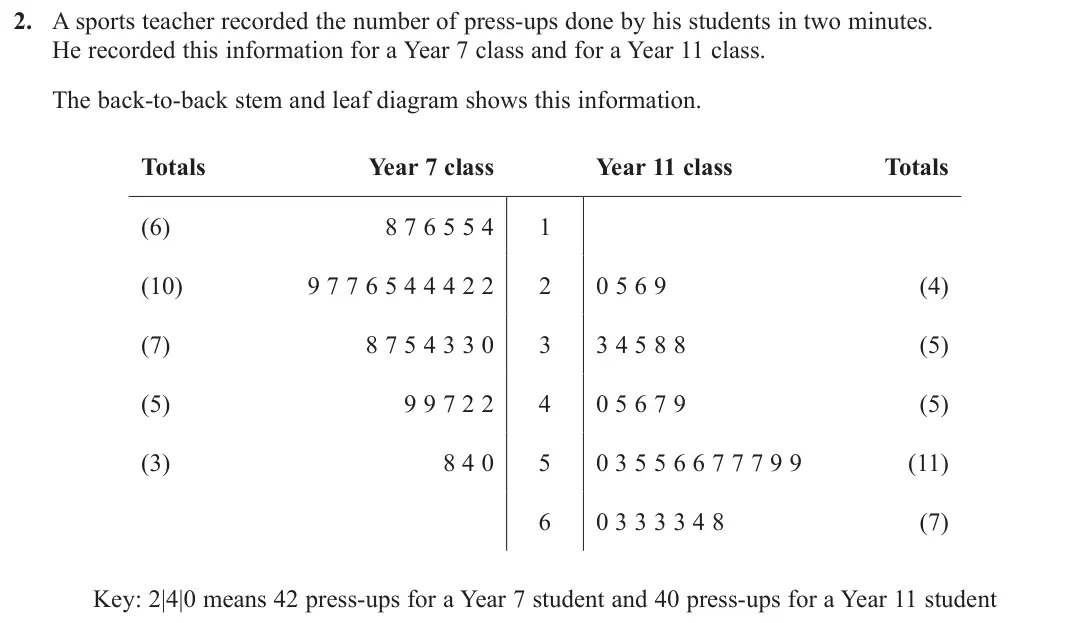 2. A sports teacher recorded the number of press-ups done by his students in two minutes.
He recorded this information for a Year 7 class and for a Year 11 class.
The back-to-back stem and leaf diagram shows this information.
Totals Year 7 class Year 11 class Totals
(6) 8 7 6 5 5 4 1
(10) 9 7 7 6 5 4 4 4 2 2 2 0 5 6 9 (4)
(7) 8 7 5 4 3 3 0 3 3 4 5 8 8 (5)
(5) 9 9 7 2 2 4 0 5 6 7 9 (5)
(3) 8 4 0 5 0 3 5 5 6 6 7 7 7 9 9 (11)
6 0 3 3 3 3 4 8 (7)
Key: 2|4|0 means 42 press-ups for a Year 7 student and 40 press-ups for a Year 11 student